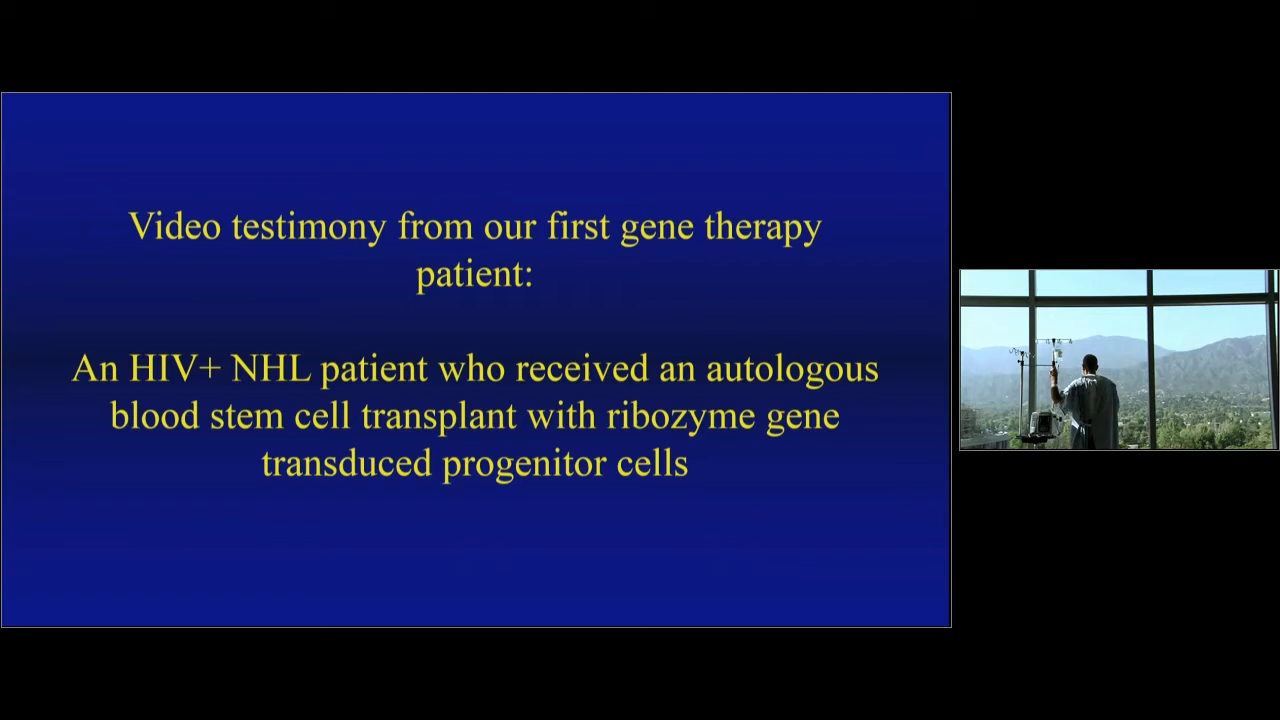 Video testimony from our first gene therapy
patient:
An HIV+ NHL patient who received an autologous
blood stem cell transplant with ribozyme gene
transduced progenitor cells